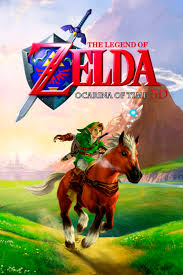 THE LEGEND OF
ZELDA
OCARINA OF TIME 3D